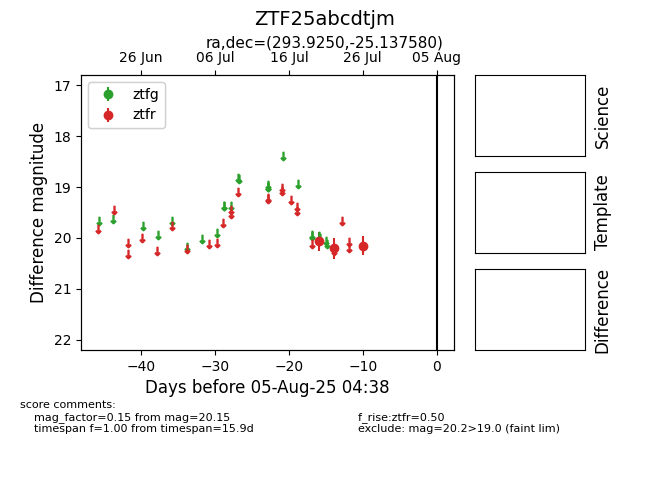 ZTF25abcdtjm
ra,dec=(293.9250,-25.137580)
26 Jun 06 Jul 16 Jul 26 Jul 05 Aug
ztfg
ztfr
17
18
19
20
21
22
Difference magnitude
−40 −30 −20 −10 0
Days before 05-Aug-25 04:38
Science
Template
Difference
score comments:
mag_factor=0.15 from mag=20.15
timespan f=1.00 from timespan=15.9d
f_rise:ztfr=0.50
exclude: mag=20.2>19.0 (faint lim)